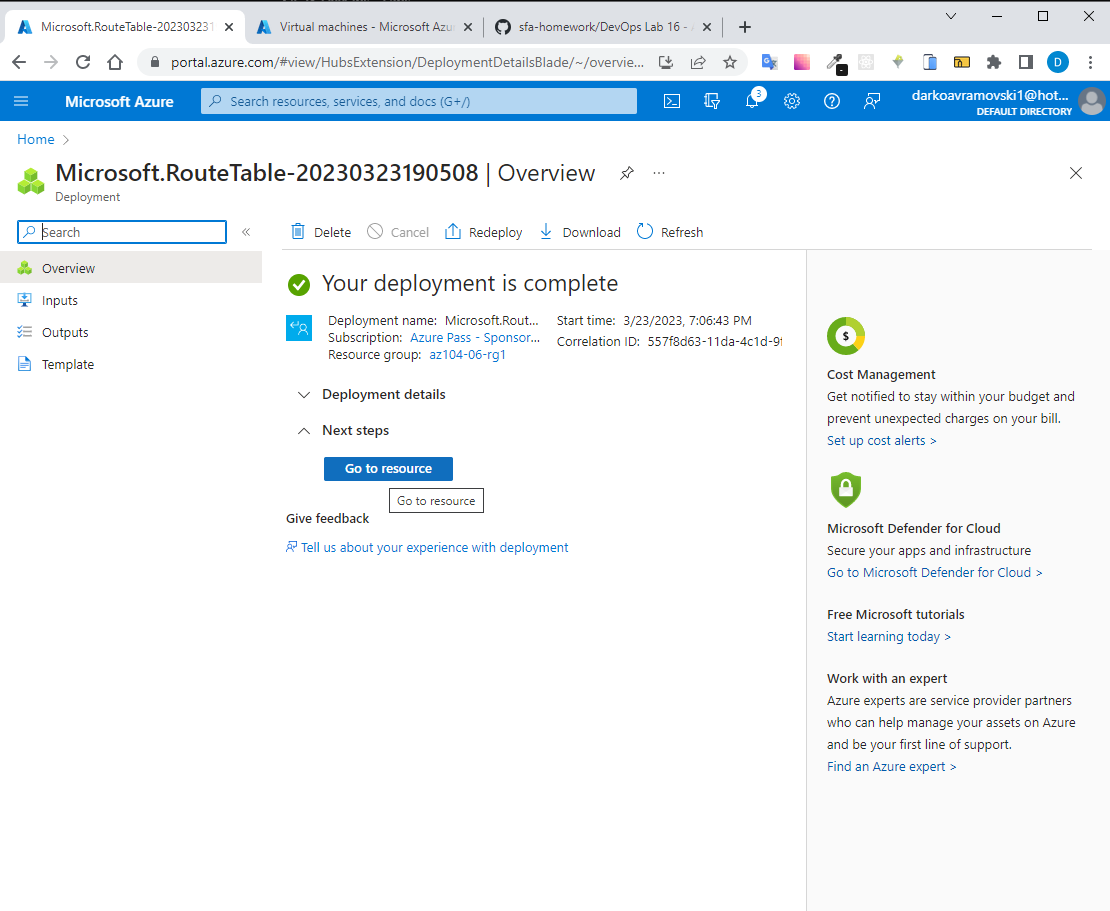 Microsoft.RouteTable-202303231
Virtual machines - Microsoft Azu
sfa-homework/DevOps Lab 16 -
portal.azure.com/#view/HubsExtension/DeploymentDetailsBlade/~/overvie...
D
Microsoft Azure
Search resources, services, and docs (G+/)
3
darkoavramovski1@hot...
DEFAULT DIRECTORY
Home
Microsoft.RouteTable-20230323190508 | Overview
Deployment
Search
Delete
Cancel
Redeploy
Download
Refresh
Overview
Inputs
Outputs
Template
Your deployment is complete
Deployment name: Microsoft.Rout...
Subscription: Azure Pass - Sponsor...
Resource group: az104-06-rg1
Start time: 3/23/2023, 7:06:43 PM
Correlation ID: 557f8d63-11da-4c1d-9f
Deployment details
Next steps
Go to resource
Go to resource
Give feedback
Tell us about your experience with deployment
$
Cost Management
Get notified to stay within your budget and
prevent unexpected charges on your bill.
Set up cost alerts >
Microsoft Defender for Cloud
Secure your apps and infrastructure
Go to Microsoft Defender for Cloud >
Free Microsoft tutorials
Start learning today >
Work with an expert
Azure experts are service provider partners
who can help manage your assets on Azure
and be your first line of support.
Find an Azure expert >